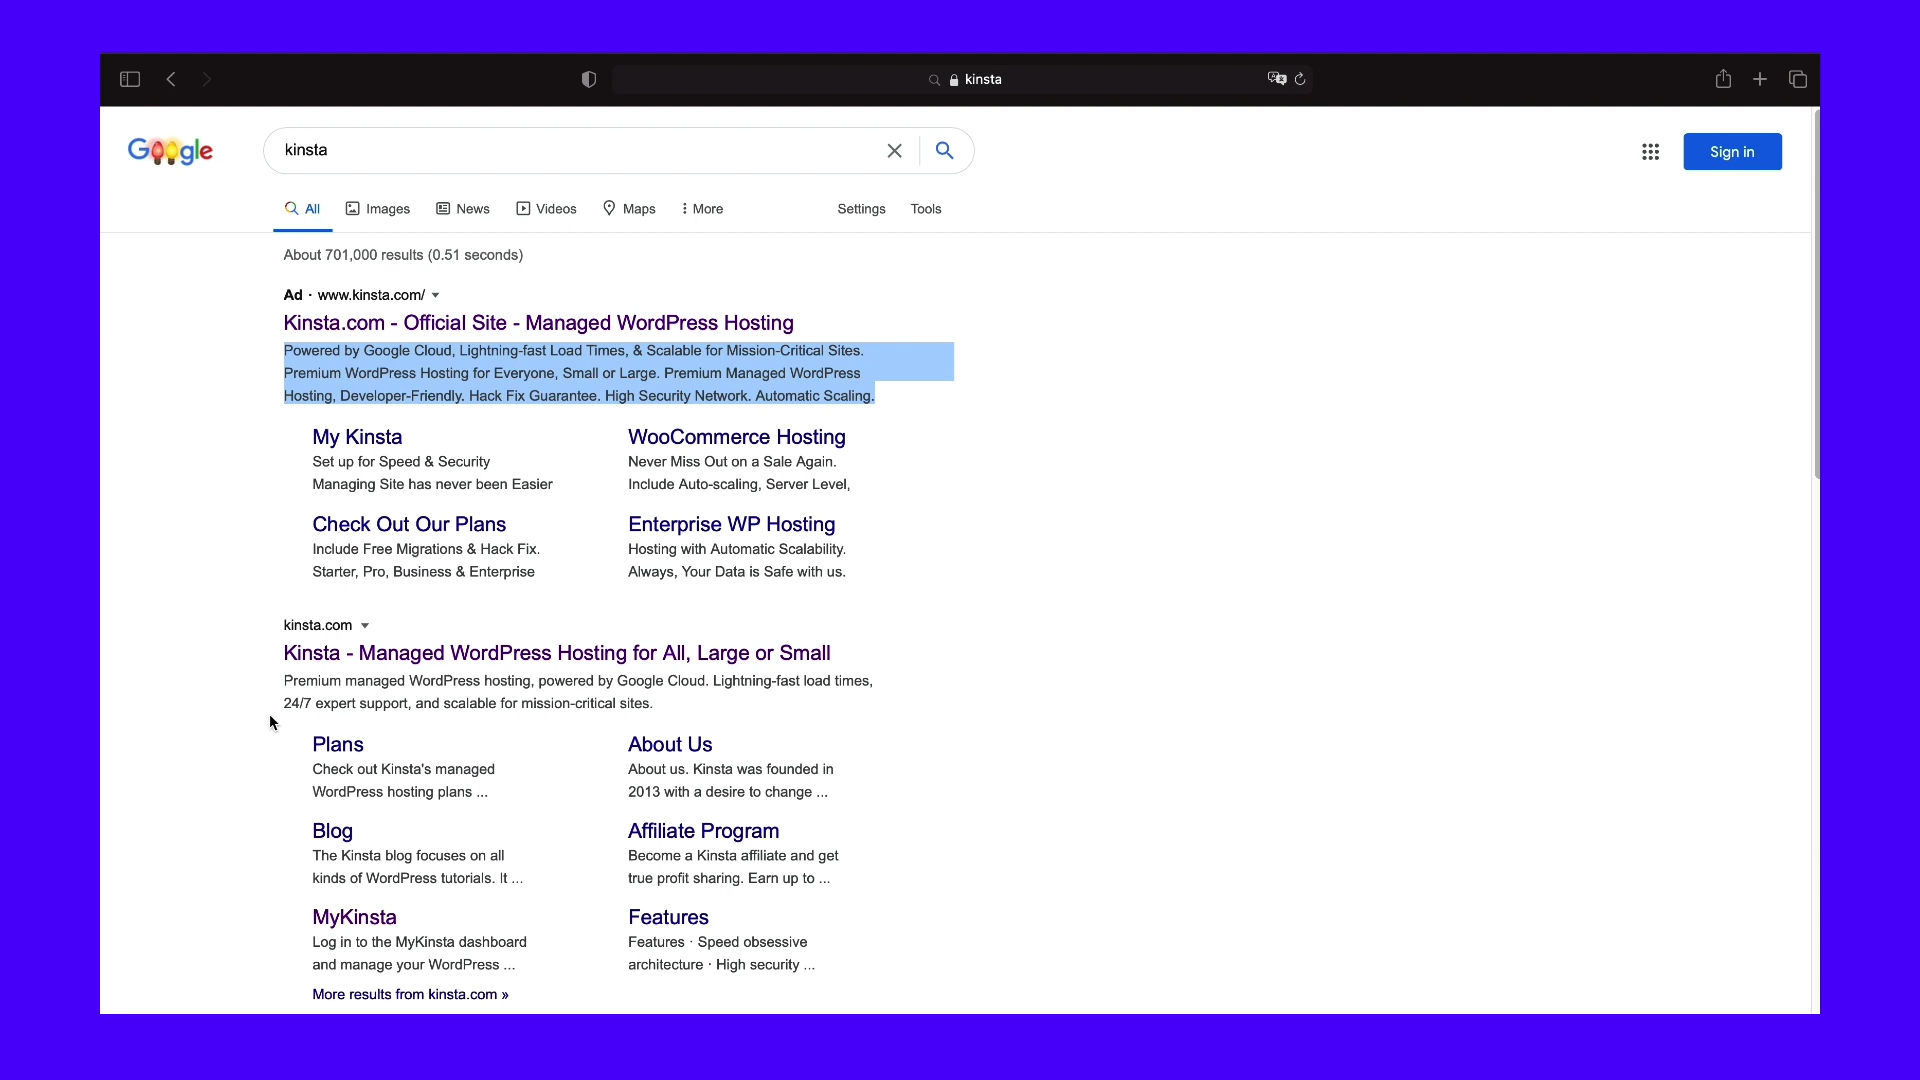 kinsta
Google
kinsta
Sign in
All
Images
News
Videos
Maps
More
Settings
Tools
About 701,000 results (0.51 seconds)
Ad · www.kinsta.com/
Kinsta.com - Official Site - Managed WordPress Hosting
Powered by Google Cloud, Lightning-fast Load Times, & Scalable for Mission-Critical Sites.
Premium WordPress Hosting for Everyone, Small or Large. Premium Managed WordPress
Hosting, Developer-Friendly. Hack Fix Guarantee. High Security Network. Automatic Scaling.
My Kinsta
Set up for Speed & Security
Managing Site has never been Easier
WooCommerce Hosting
Never Miss Out on a Sale Again.
Include Auto-scaling, Server Level,
Check Out Our Plans
Include Free Migrations & Hack Fix.
Starter, Pro, Business & Enterprise
Enterprise WP Hosting
Hosting with Automatic Scalability.
Always, Your Data is Safe with us.
kinsta.com
Kinsta - Managed WordPress Hosting for All, Large or Small
Premium managed WordPress hosting, powered by Google Cloud. Lightning-fast load times,
24/7 expert support, and scalable for mission-critical sites.
Plans
Check out Kinsta's managed
WordPress hosting plans ...
About Us
About us. Kinsta was founded in
2013 with a desire to change ...
Blog
The Kinsta blog focuses on all
kinds of WordPress tutorials. It ...
Affiliate Program
Become a Kinsta affiliate and get
true profit sharing. Earn up to ...
MyKinsta
Log in to the MyKinsta dashboard
and manage your WordPress ...
Features
Features · Speed obsessive
architecture · High security ...
More results from kinsta.com »